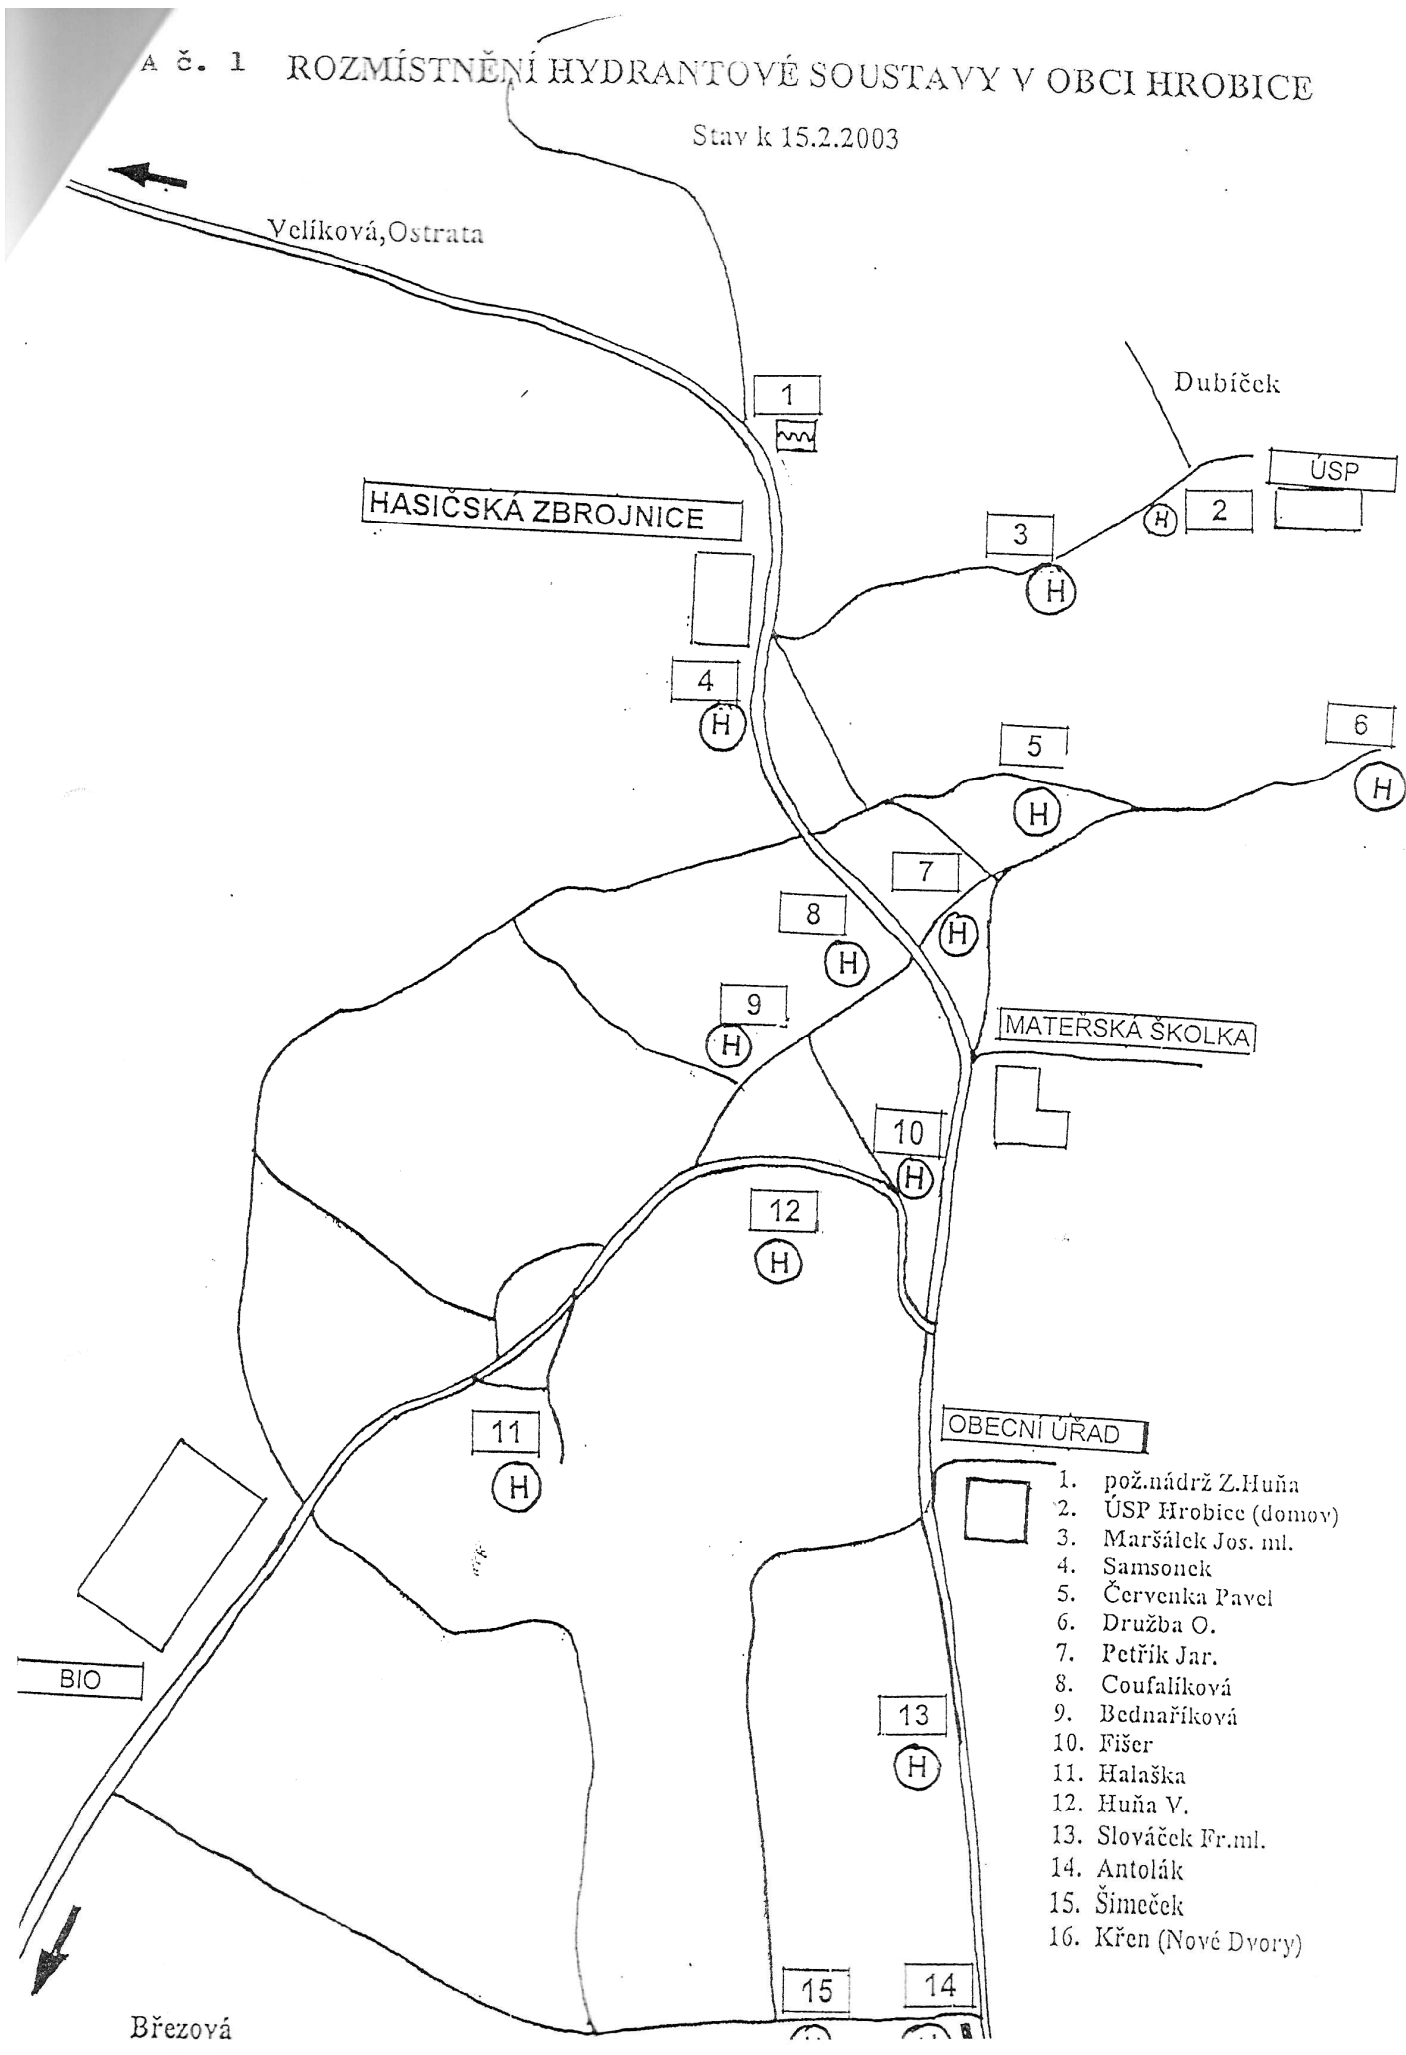 A č. 1 ROZMÍSTNĚNÍ HYDRANTOVÉ SOUSTAVY V OBCI HROBICE
Stav k 15.2.2003
Velíková,Ostrata
1
Dubíček
ÚSP
HASIČSKÁ ZBROJNICE
H
2
3
H
4
H
5
H
6
H
7
H
8
H
9
H
MATEŘSKÁ ŠKOLKA
10
H
12
H
11
H
OBECNÍ ÚŘAD
1. pož.nádrž Z.Huňa
2. ÚSP Hrobice (domov)
3. Maršálek Jos. ml.
4. Samsonek
5. Červenka Pavel
6. Družba O.
7. Petřík Jar.
8. Coufalíková
9. Bednaříková
10. Fišer
11. Halaška
12. Huňa V.
13. Slováček Fr.ml.
14. Antolák
15. Šimeček
16. Křen (Nové Dvory)
BIO
13
H
15
14
H
H
Březová